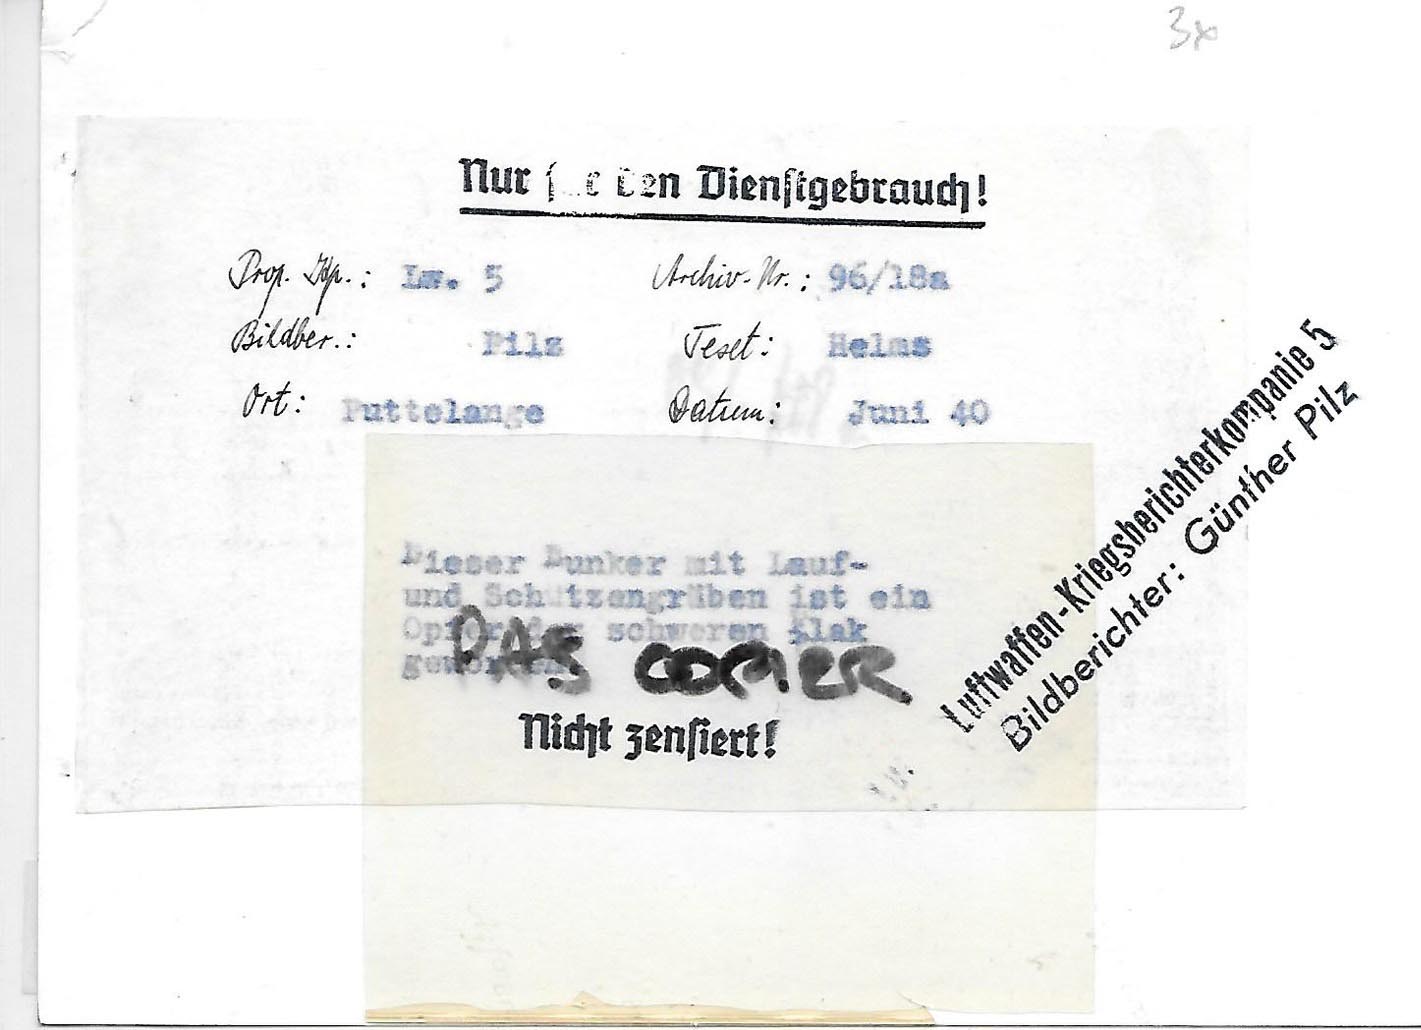 3x
Nur für den Dienstgebrauch!
Prop. Kp.: Lw. 5 Archiv-Nr.: 96/18a
Bildber.: Pilz Teset: Helms
Ort: Puttelange Datum: Juni 40
Dieser Bunker mit Lauf-
und Schützengräben ist ein
Opfer der schweren Flak
geworden
PAS COPIER
Nicht zensiert!
Luftwaffen-Kriegsberichterkompanie 5
Bildberichter: Günther Pilz